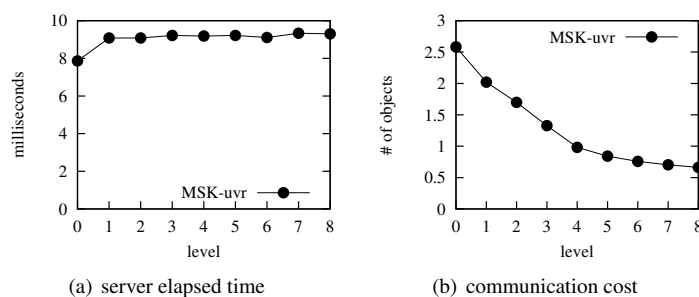 10
8
6
4
2
0
milliseconds
MSK-uvr
0 1 2 3 4 5 6 7 8
level
(a) server elapsed time
3
2.5
2
1.5
1
0.5
0
# of objects
MSK-uvr
0 1 2 3 4 5 6 7 8
level
(b) communication cost